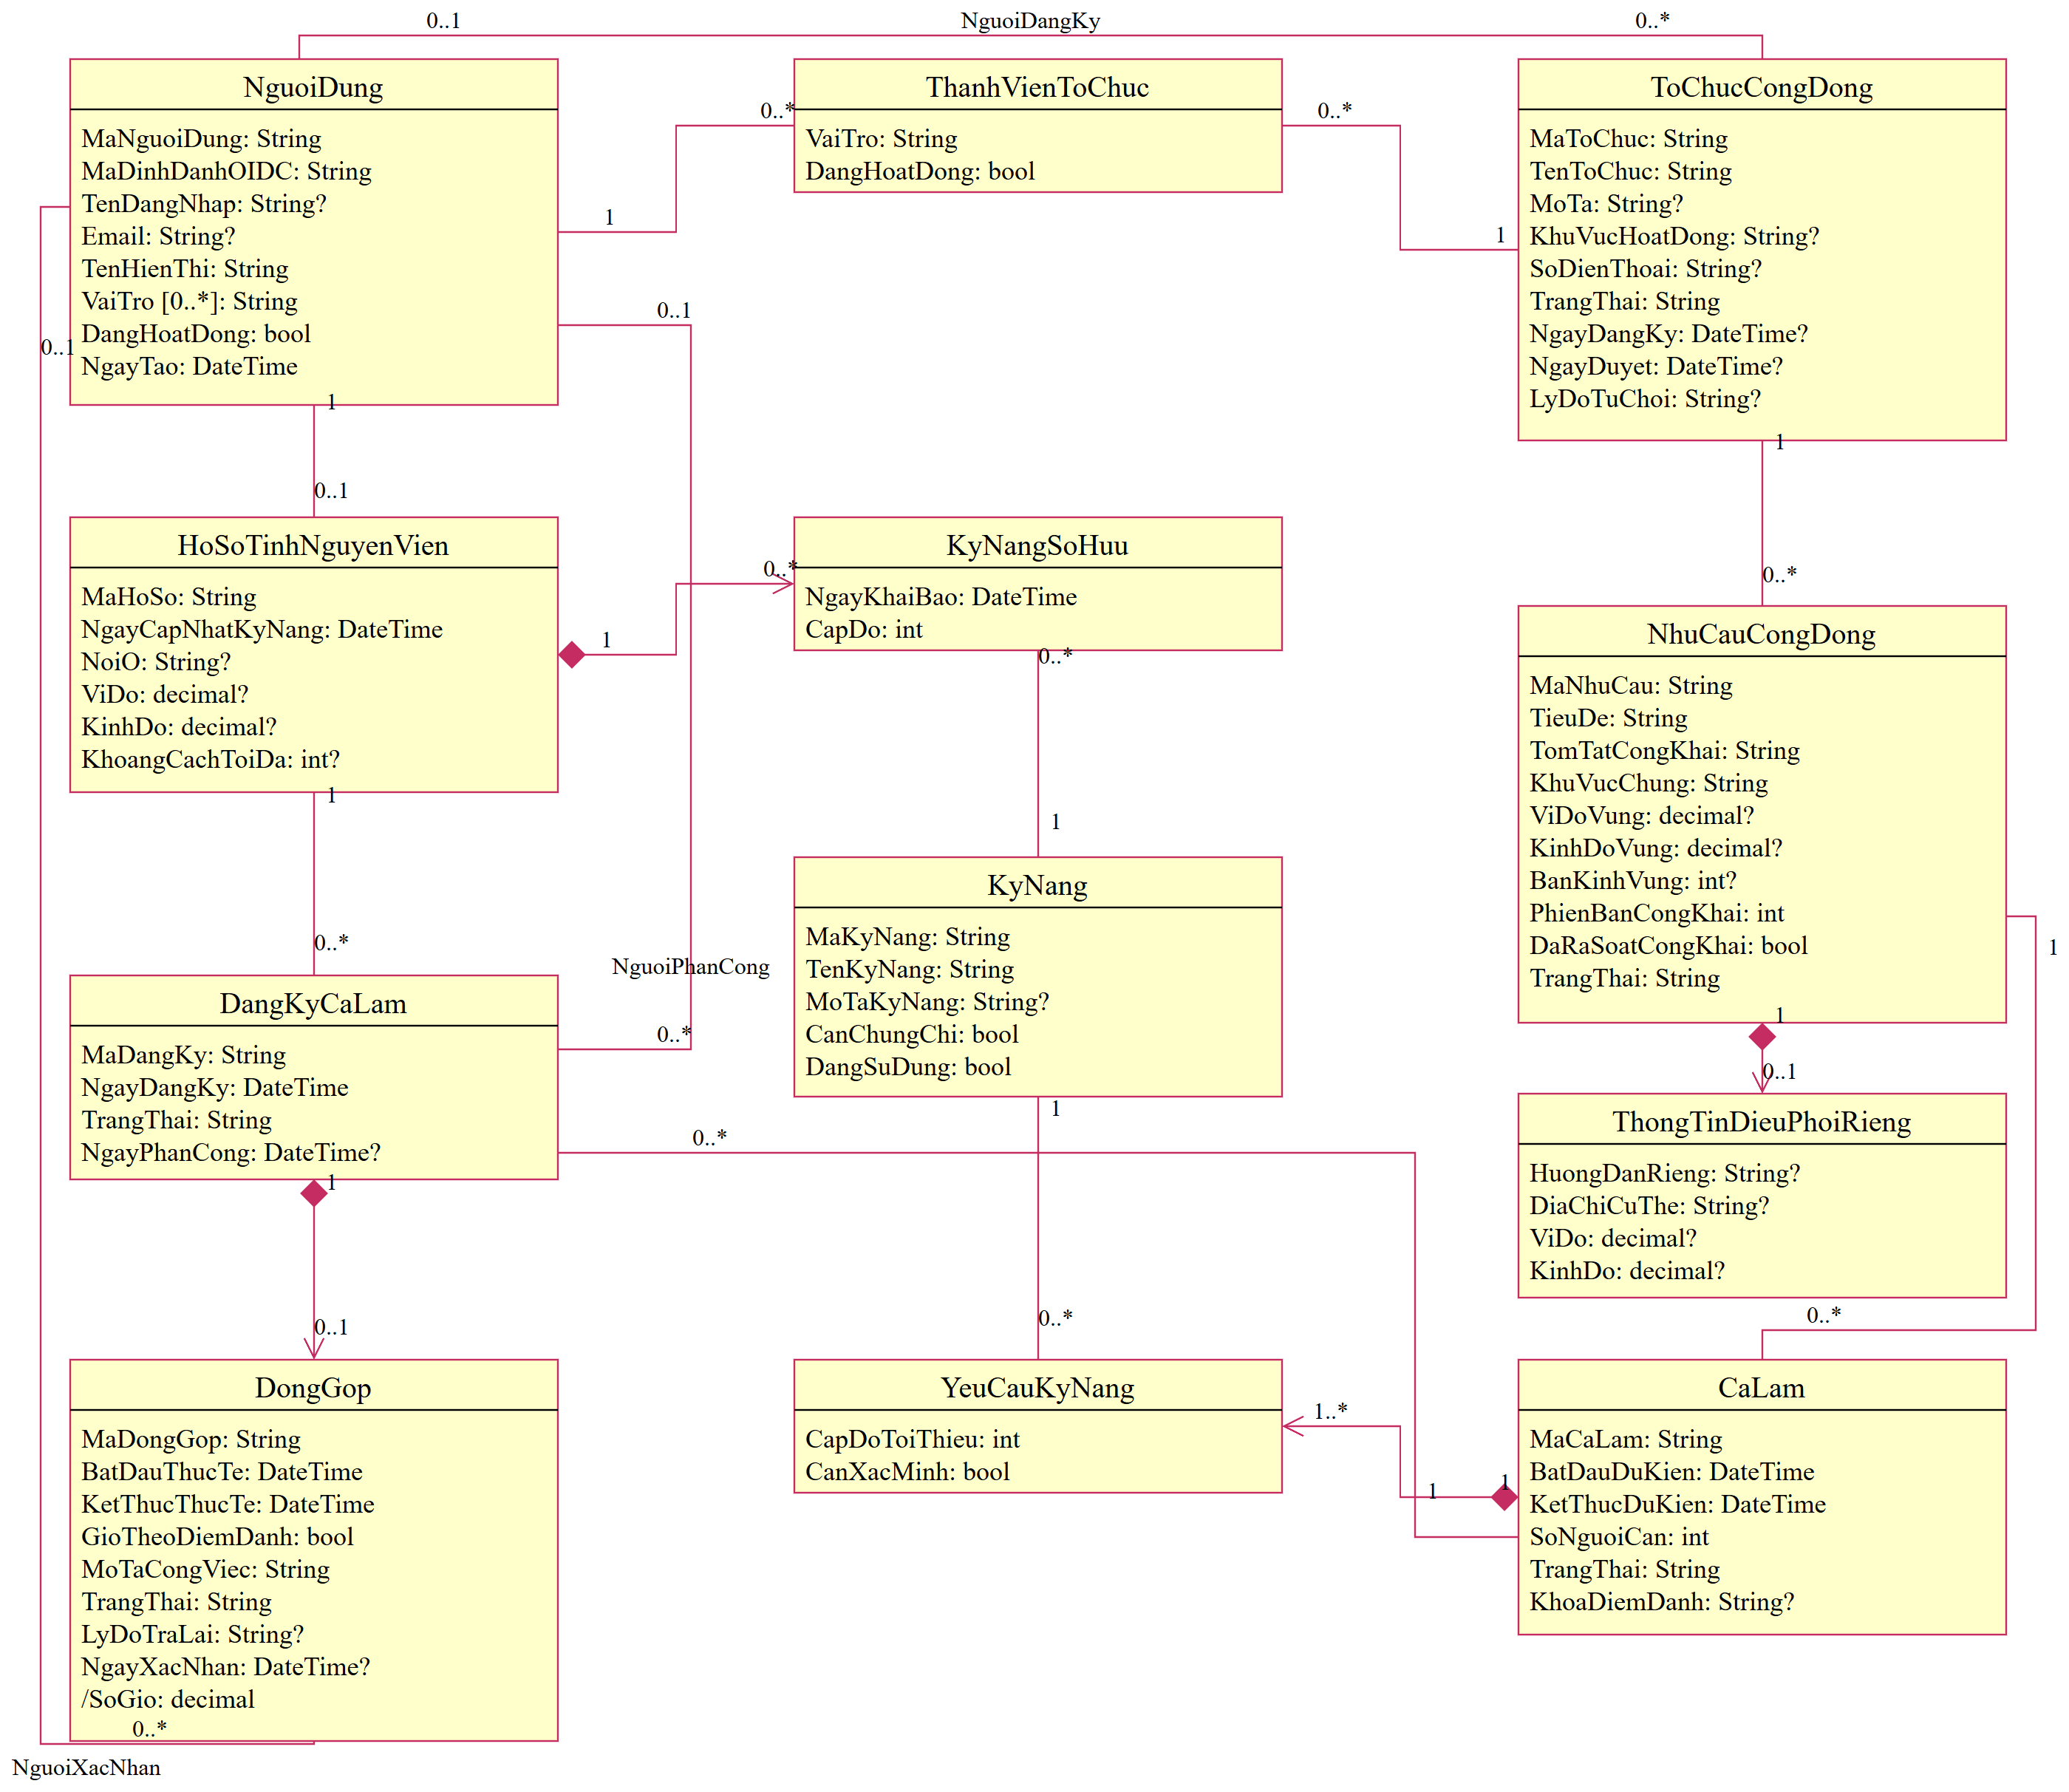 0..1
NguoiDangKy
0..*
NguoiDung
MaNguoiDung: String
MaDinhDanhOIDC: String
TenDangNhap: String?
Email: String?
TenHienThi: String
VaiTro [0..*]: String
DangHoatDong: bool
NgayTao: DateTime
0..1
1
1
0..1
0..*
ThanhVienToChuc
VaiTro: String
DangHoatDong: bool
0..*
1
ToChucCongDong
MaToChuc: String
TenToChuc: String
MoTa: String?
KhuVucHoatDong: String?
SoDienThoai: String?
TrangThai: String
NgayDangKy: DateTime?
NgayDuyet: DateTime?
LyDoTuChoi: String?
1
0..*
0..1
HoSoTinhNguyenVien
MaHoSo: String
NgayCapNhatKyNang: DateTime
NoiO: String?
ViDo: decimal?
KinhDo: decimal?
KhoangCachToiDa: int?
1
1
0..*
KyNangSoHuu
NgayKhaiBao: DateTime
CapDo: int
0..*
1
NhuCauCongDong
MaNhuCau: String
TieuDe: String
TomTatCongKhai: String
KhuVucChung: String
ViDoVung: decimal?
KinhDoVung: decimal?
BanKinhVung: int?
PhienBanCongKhai: int
DaRaSoatCongKhai: bool
TrangThai: String
1
1
0..1
KyNang
MaKyNang: String
TenKyNang: String
MoTaKyNang: String?
CanChungChi: bool
DangSuDung: bool
1
0..*
NguoiPhanCong
0..*
0..*
DangKyCaLam
MaDangKy: String
NgayDangKy: DateTime
TrangThai: String
NgayPhanCong: DateTime?
1
0..1
0..*
ThongTinDieuPhoiRieng
HuongDanRieng: String?
DiaChiCuThe: String?
ViDo: decimal?
KinhDo: decimal?
0..*
DongGop
MaDongGop: String
BatDauThucTe: DateTime
KetThucThucTe: DateTime
GioTheoDiemDanh: bool
MoTaCongViec: String
TrangThai: String
LyDoTraLai: String?
NgayXacNhan: DateTime?
/SoGio: decimal
0..*
NguoiXacNhan
YeuCauKyNang
CapDoToiThieu: int
CanXacMinh: bool
1..*
1
1
CaLam
MaCaLam: String
BatDauDuKien: DateTime
KetThucDuKien: DateTime
SoNguoiCan: int
TrangThai: String
KhoaDiemDanh: String?